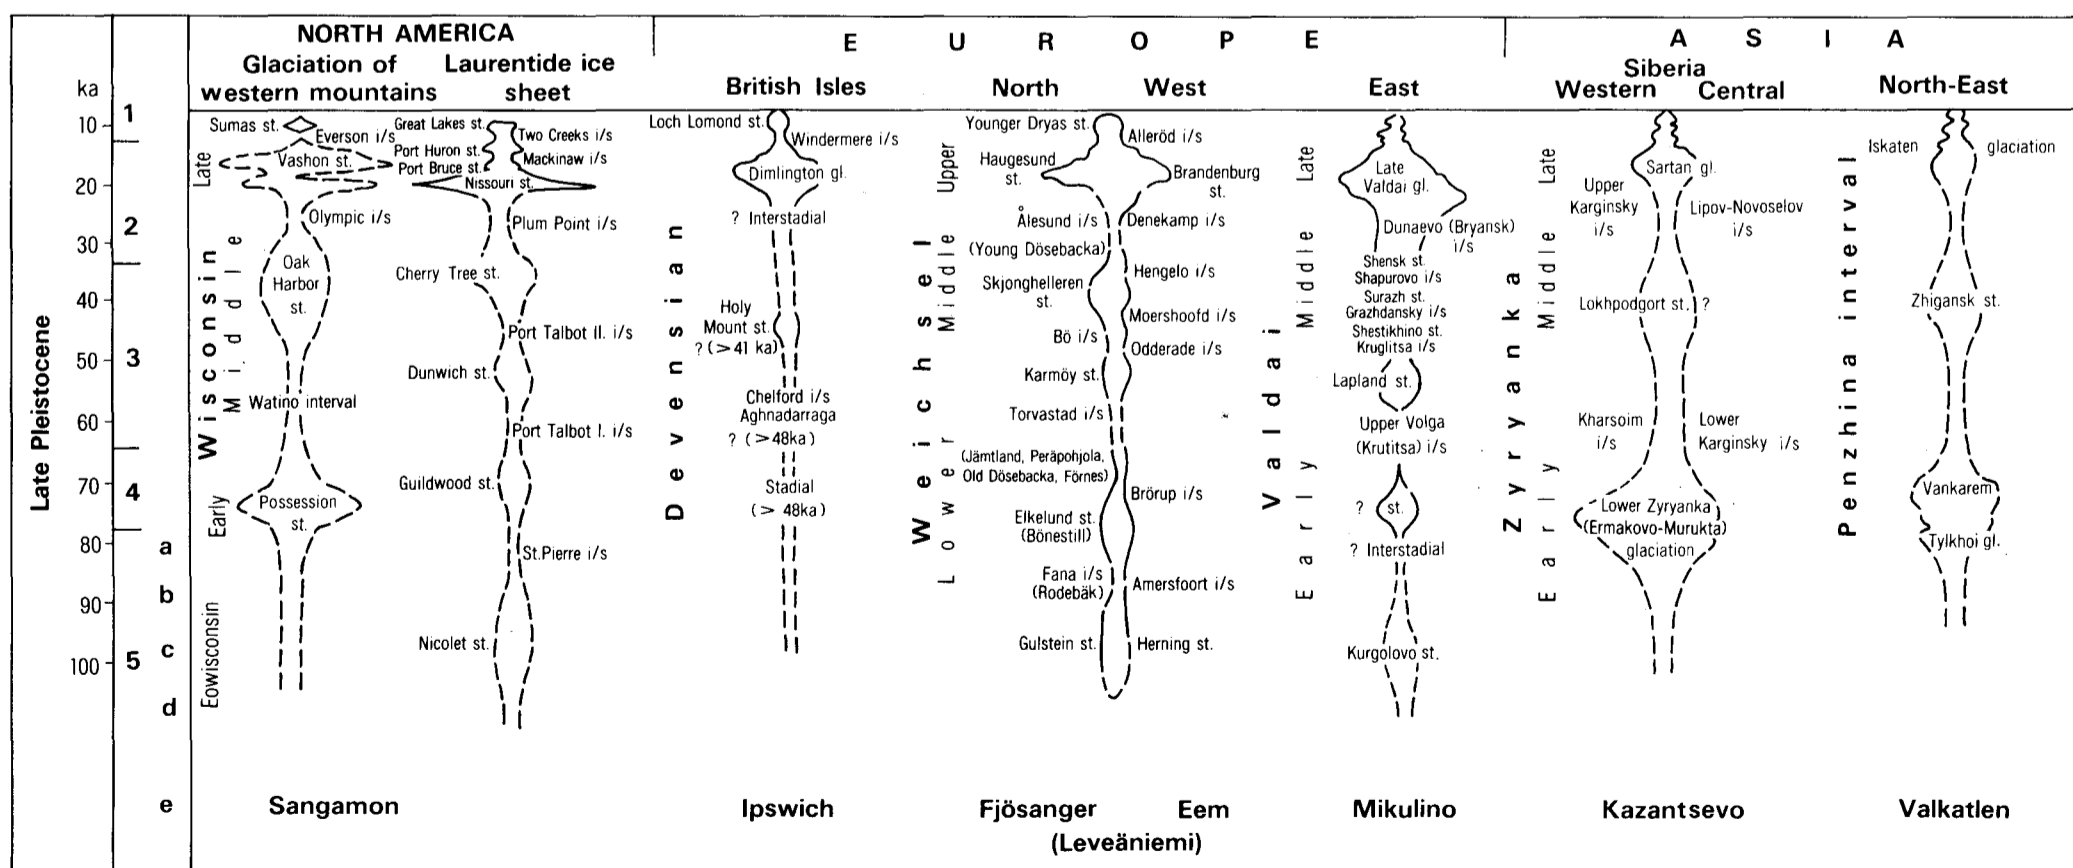 NORTH AMERICA
EUROPE
ASIA
Glaciation of western mountains
Laurentide ice sheet
British Isles
North
West
East
Siberia
Western
Central
North-East
Late Pleistocene
ka
10
20
30
40
50
60
70
80
90
100
1
2
3
4
5
a
b
c
d
e
Wisconsin
Late
Middle
Early
Eowisconsin
Sumas st.
Everson i/s
Vashon st.
Olympic i/s
Oak
Harbor
st.
Watino interval
Possession
st.
Great Lakes st.
Two Creeks i/s
Port Huron st.
Mackinaw i/s
Port Bruce st.
Nissouri st.
Plum Point i/s
Cherry Tree st.
Port Talbot II. i/s
Dunwich st.
Port Talbot I. i/s
Guildwood st.
St.Pierre i/s
Nicolet st.
Sangamon
Devensian
Loch Lomond st.
Windermere i/s
Dimlington gl.
? Interstadial
Holy
Mount st.
? (>41 ka)
Chelford i/s
Aghnadarraga
? (>48ka)
Stadial
(> 48ka)
Ipswich
Weichsel
Upper
Middle
Lower
Younger Dryas st.
Alleröd i/s
Haugesund
st.
Brandenburg
st.
Ålesund i/s
Denekamp i/s
(Young Dösebacka)
Hengelo i/s
Skjonghelleren
st.
Moershoofd i/s
Bö i/s
Odderade i/s
Karmöy st.
Torvastad i/s
(Jämtland, Peräpohjola,
Old Dösebacka, Förnes)
Brörup i/s
Elkelund st.
(Bönestill)
Fana i/s
(Rodebäk)
Amersfoort i/s
Gulstein st.
Herning st.
Fjösanger
Eem
(Leveäniemi)
Valdai
Late
Middle
Early
Late
Valdai gl.
Dunaevo (Bryansk)
i/s
Shensk st.
Shapurovo i/s
Surazh st.
Grazhdansky i/s
Shestikhino st.
Kruglitsa i/s
Lapland st.
Upper Volga
(Krutitsa) i/s
? st.
? Interstadial
Kurgolovo st.
Mikulino
Zyryanka
Late
Middle
Early
Sartan gl.
Upper
Karginsky
i/s
Lipov-Novoselov
i/s
Lokhpodgort st. ?
Kharsoim
i/s
Lower
Karginsky i/s
Lower Zyryanka
(Ermakovo-Murukta)
glaciation
Kazantsevo
Penzhina interval
Iskaten
glaciation
Zhigansk st.
Vankarem
Tylkhoi gl.
Valkatlen